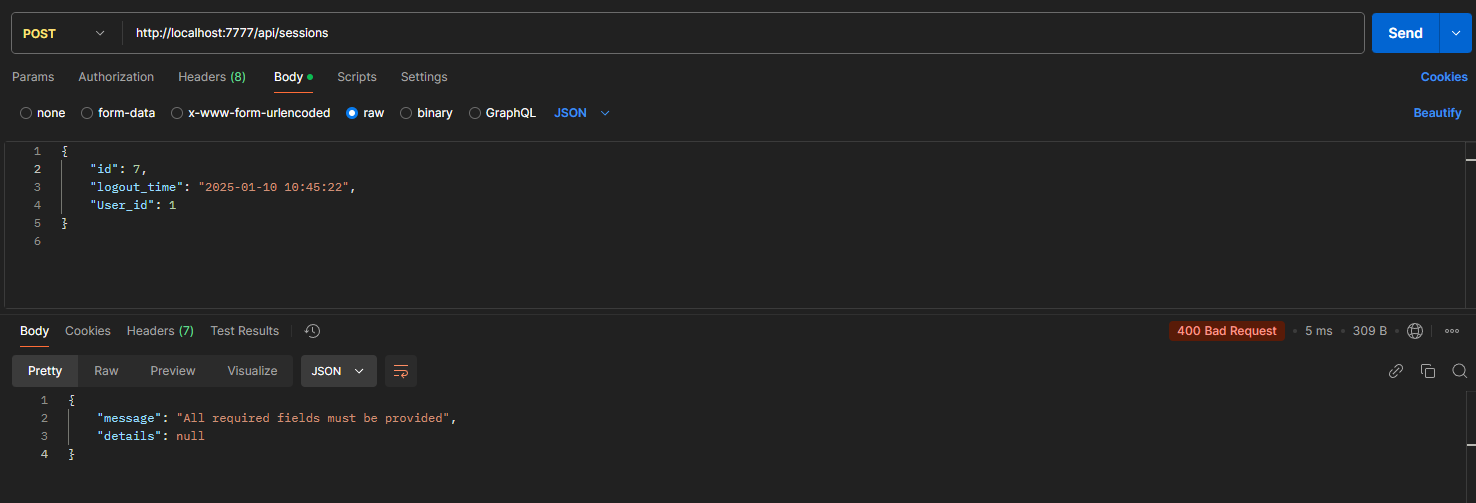 POST http://localhost:7777/api/sessions Send
Params Authorization Headers (8) Body Scripts Settings Cookies
none form-data x-www-form-urlencoded raw binary GraphQL JSON Beautify
1 {
2 "id": 7,
3 "logout_time": "2025-01-10 10:45:22",
4 "User_id": 1
5 }
6
Body Cookies Headers (7) Test Results 400 Bad Request 5 ms 309 B
Pretty Raw Preview Visualize JSON
1 {
2 "message": "All required fields must be provided",
3 "details": null
4 }